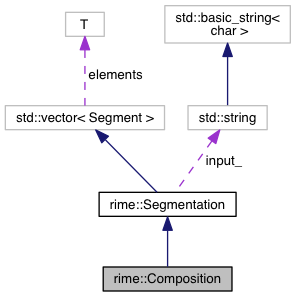 T
std::basic_string<
char >
elements
std::vector< Segment >
std::string
input_
rime::Segmentation
rime::Composition